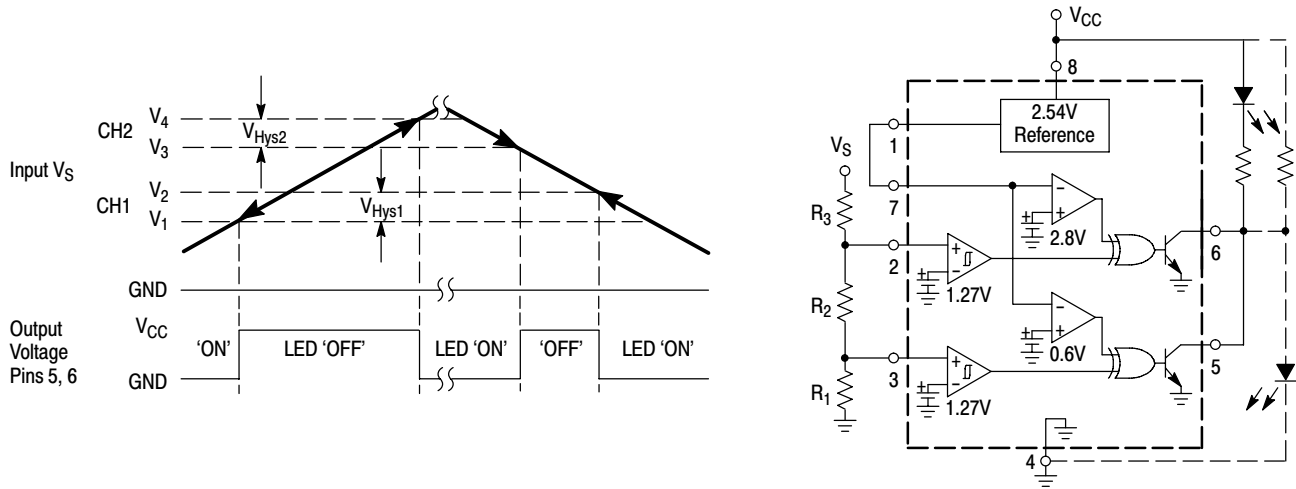 Input VS
CH2
V4
V3
VHys2
CH1
V2
V1
VHys1
GND
Output
Voltage
Pins 5, 6
VCC
GND
'ON'
LED 'OFF'
LED 'ON'
'OFF'
LED 'ON'
VCC
8
2.54V
Reference
1
VS
7
R3
+
-
2.8V
+
6
2
+
-
1.27V
+
R2
+
-
0.6V
+
5
3
+
-
1.27V
+
R1
4